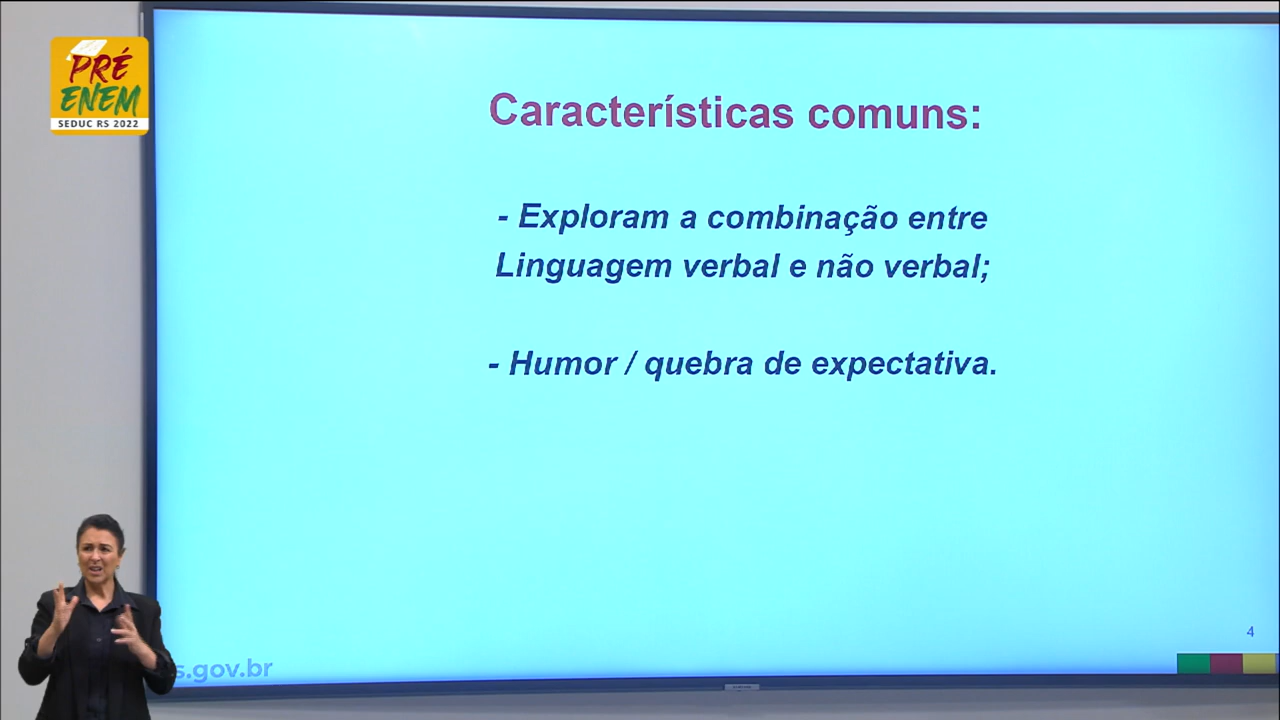 PRÉ
ENEM
SEDUC RS 2022
Características comuns:
- Exploram a combinação entre
Linguagem verbal e não verbal;
- Humor / quebra de expectativa.
4
s.gov.br